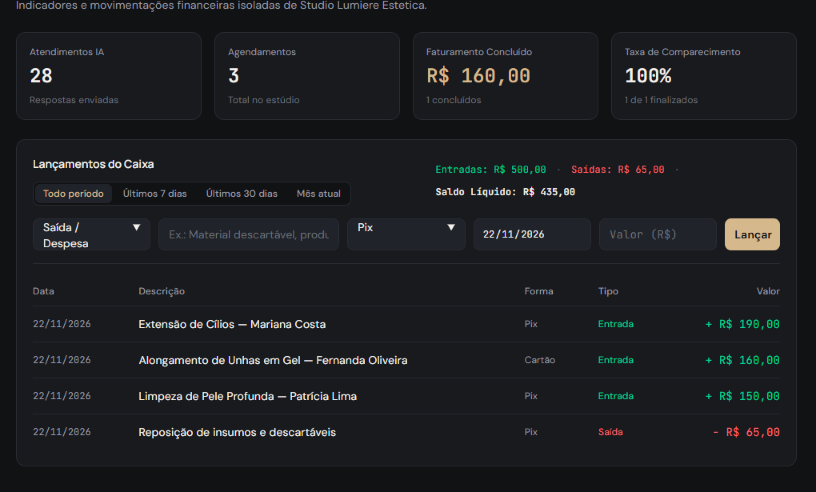 Indicadores e movimentações financeiras isoladas de Studio Lumiere Estetica.
Atendimentos IA
28
Respostas enviadas
Agendamentos
3
Total no estúdio
Faturamento Concluído
R$ 160,00
1 concluídos
Taxa de Comparecimento
100%
1 de 1 finalizados
Lançamentos do Caixa
Entradas: R$ 500,00 · Saídas: R$ 65,00 ·
Saldo Líquido: R$ 435,00
Todo período Últimos 7 dias Últimos 30 dias Mês atual
Saída /
Despesa
Ex.: Material descartável, produ
Pix
22/11/2026
Valor (R$)
Lançar
Data Descrição Forma Tipo Valor
22/11/2026 Extensão de Cílios — Mariana Costa Pix Entrada + R$ 190,00
22/11/2026 Alongamento de Unhas em Gel — Fernanda Oliveira Cartão Entrada + R$ 160,00
22/11/2026 Limpeza de Pele Profunda — Patrícia Lima Pix Entrada + R$ 150,00
22/11/2026 Reposição de insumos e descartáveis Pix Saída - R$ 65,00